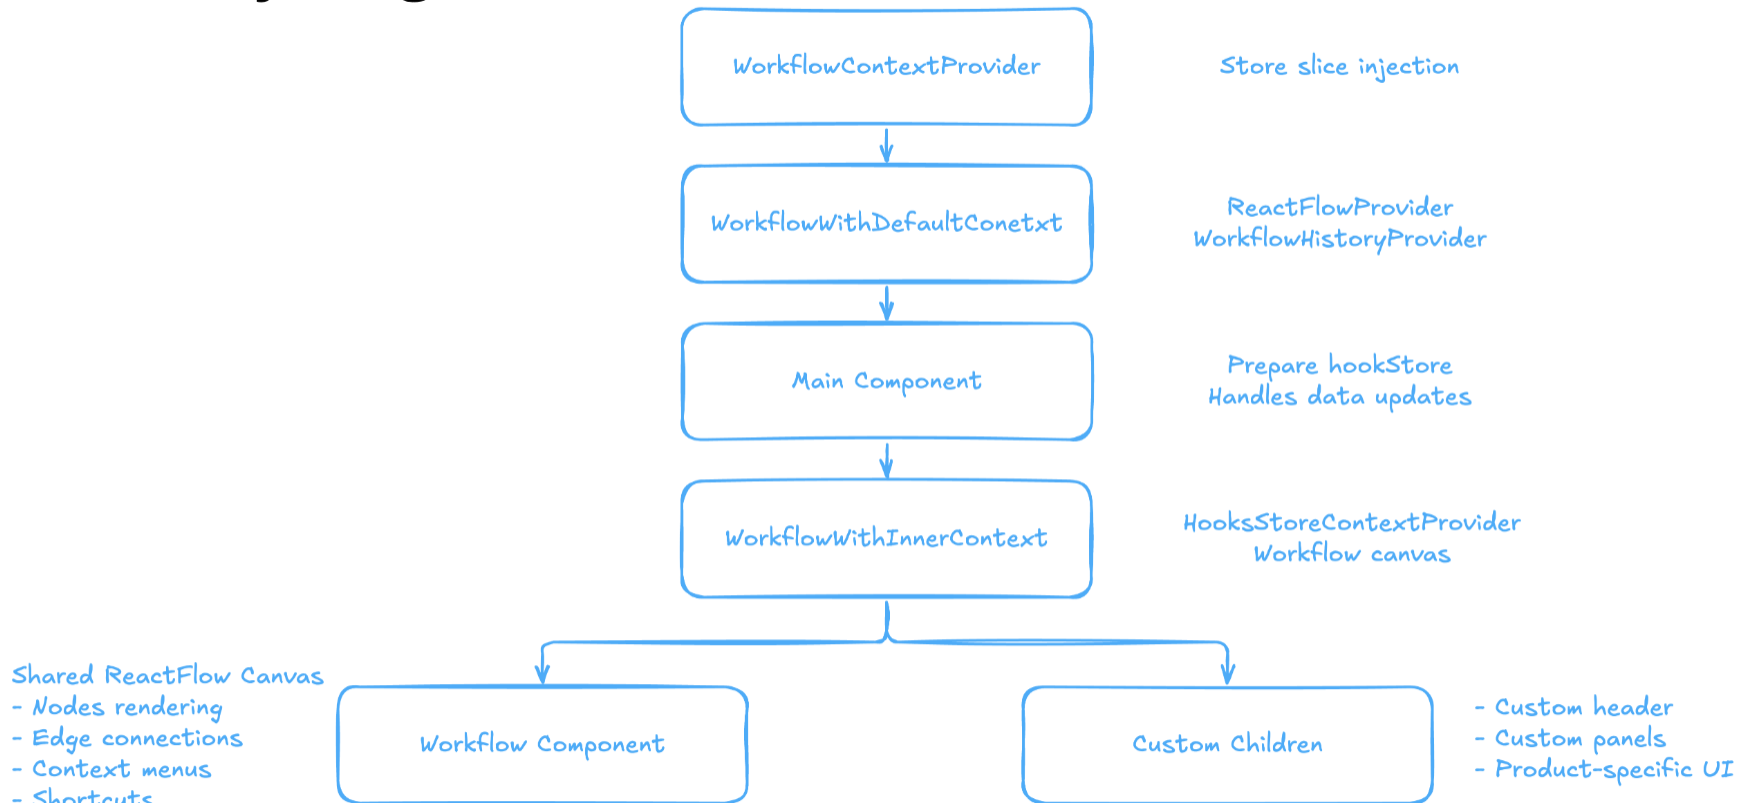 WorkflowContextProvider
Store slice injection
WorkflowWithDefaultConetxt
ReactFlowProvider
WorkflowHistoryProvider
Main Component
Prepare hookStore
Handles data updates
WorkflowWithInnerContext
HooksStoreContextProvider
Workflow canvas
Shared ReactFlow Canvas
- Nodes rendering
- Edge connections
- Context menus
- Shortcuts
Workflow Component
Custom Children
- Custom header
- Custom panels
- Product-specific UI